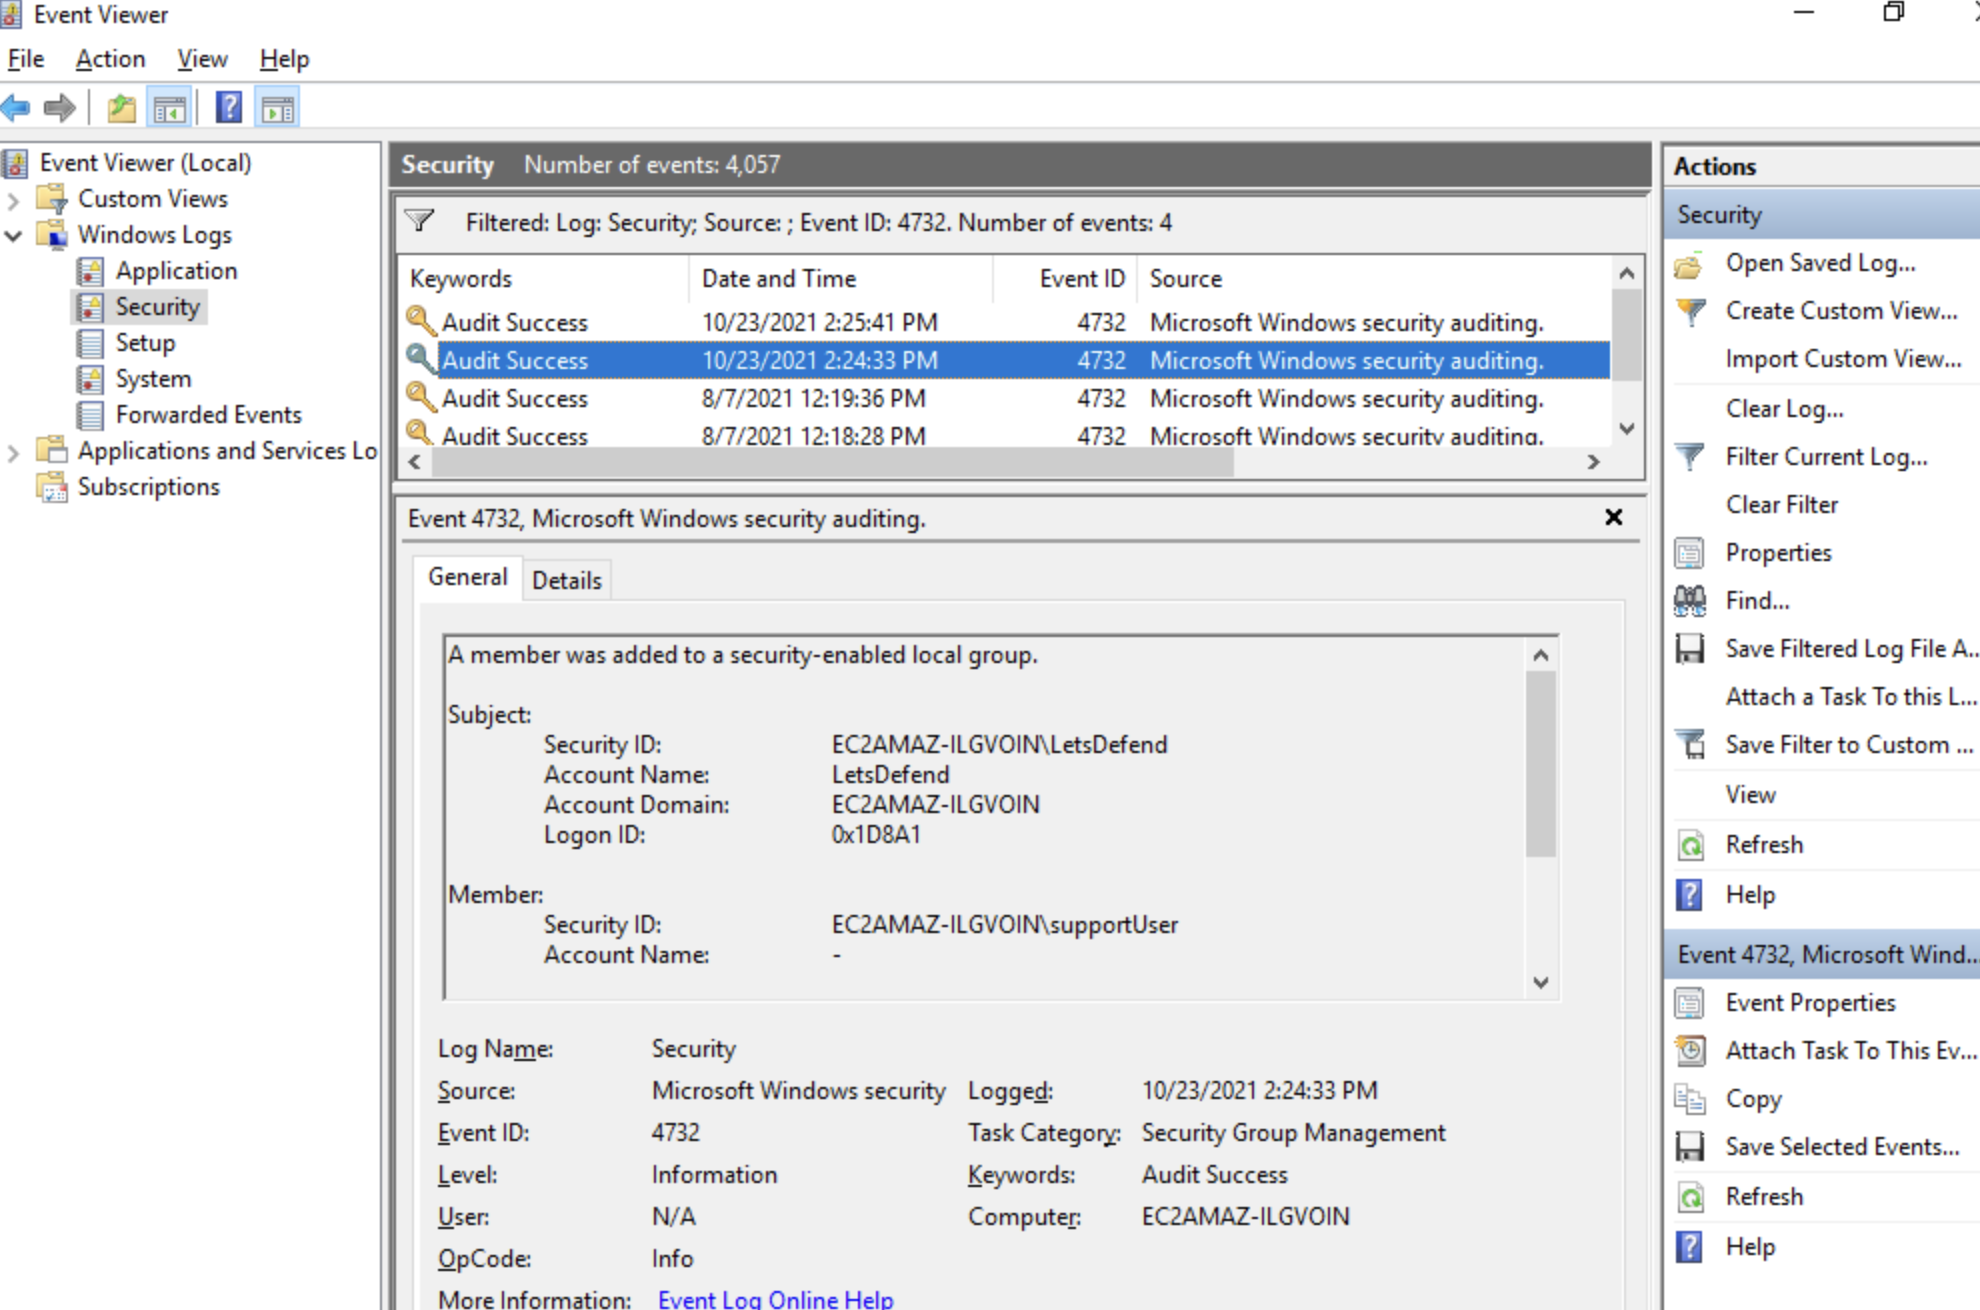 Event Viewer
File Action View Help
Event Viewer (Local)
Custom Views
Windows Logs
Application
Security
Setup
System
Forwarded Events
Applications and Services Lo
Subscriptions
Security Number of events: 4,057
Filtered: Log: Security; Source: ; Event ID: 4732. Number of events: 4
Keywords Date and Time Event ID Source
Audit Success 10/23/2021 2:25:41 PM 4732 Microsoft Windows security auditing.
Audit Success 10/23/2021 2:24:33 PM 4732 Microsoft Windows security auditing.
Audit Success 8/7/2021 12:19:36 PM 4732 Microsoft Windows security auditing.
Audit Success 8/7/2021 12:18:28 PM 4732 Microsoft Windows security auditing.
Event 4732, Microsoft Windows security auditing.
General Details
A member was added to a security-enabled local group.
Subject:
Security ID: EC2AMAZ-ILGVOIN\LetsDefend
Account Name: LetsDefend
Account Domain: EC2AMAZ-ILGVOIN
Logon ID: 0x1D8A1
Member:
Security ID: EC2AMAZ-ILGVOIN\supportUser
Account Name: -
Log Name: Security
Source: Microsoft Windows security Logged: 10/23/2021 2:24:33 PM
Event ID: 4732 Task Category: Security Group Management
Level: Information Keywords: Audit Success
User: N/A Computer: EC2AMAZ-ILGVOIN
OpCode: Info
More Information: Event Log Online Help
Actions
Security
Open Saved Log...
Create Custom View...
Import Custom View...
Clear Log...
Filter Current Log...
Clear Filter
Properties
Find...
Save Filtered Log File A...
Attach a Task To this L...
Save Filter to Custom ...
View
Refresh
Help
Event 4732, Microsoft Wind...
Event Properties
Attach Task To This Ev...
Copy
Save Selected Events...
Refresh
Help